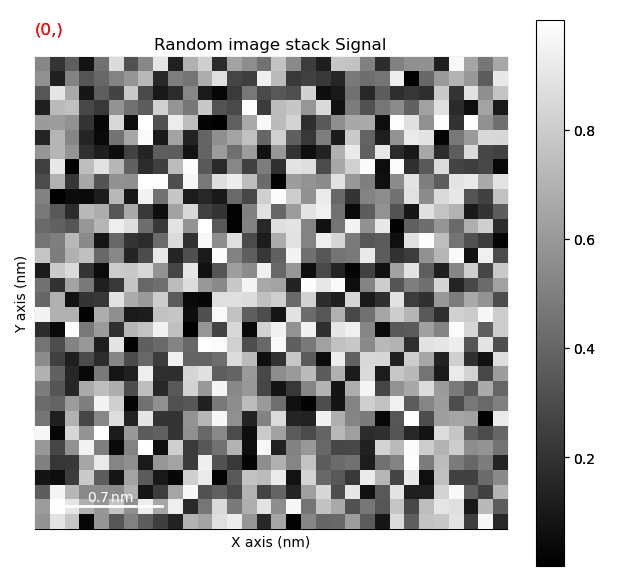 (0,)
Random image stack Signal
0.8
0.6
0.4
0.2
Y axis (nm)
0.7 nm
X axis (nm)